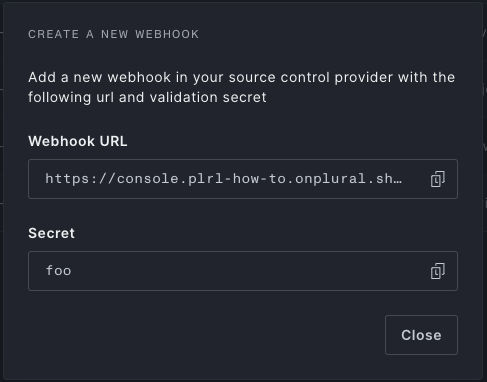 CREATE A NEW WEBHOOK
Add a new webhook in your source control provider with the
following url and validation secret
Webhook URL
https://console.plrl-how-to.onplural.sh…
Secret
foo
Close